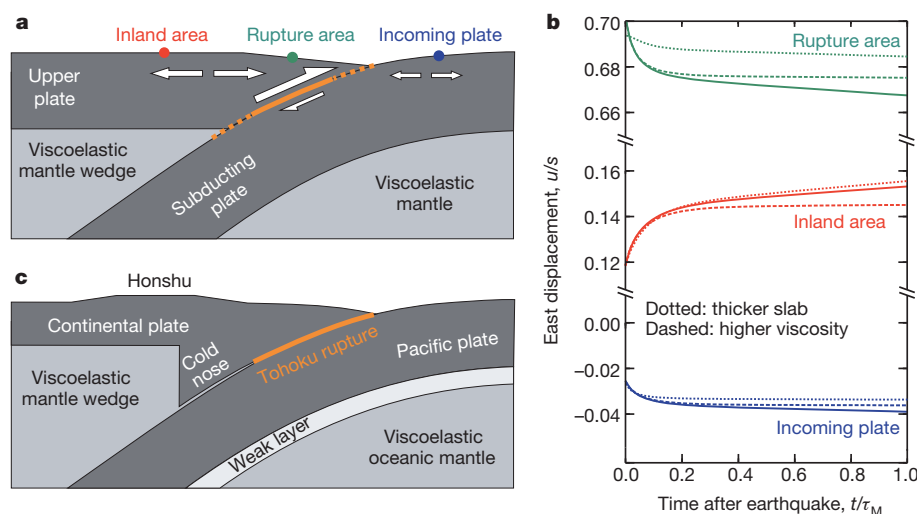 a
Inland area
Rupture area
Incoming plate
Upper
plate
Viscoelastic
mantle wedge
Subducting
plate
Viscoelastic
mantle
c
Honshu
Continental plate
Cold
nose
Tohoku rupture
Pacific plate
Viscoelastic
mantle wedge
Weak layer
Viscoelastic
oceanic mantle
b
East displacement, u/s
0.70
0.68
0.66
0.16
0.14
0.12
0.00
−0.02
−0.04
Rupture area
Inland area
Dotted: thicker slab
Dashed: higher viscosity
Incoming plate
0.0
0.2
0.4
0.6
0.8
1.0
Time after earthquake, t/τM